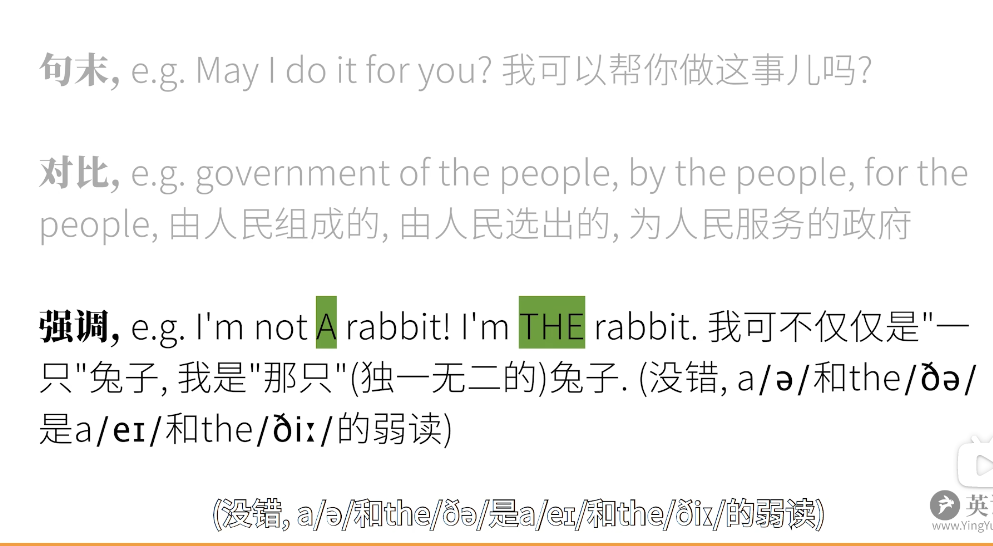 句末, e.g. May I do it for you? 我可以帮你做这事儿吗?
对比, e.g. government of the people, by the people, for the
people, 由人民组成的, 由人民选出的, 为人民服务的政府
强调, e.g. I'm not A rabbit! I'm THE rabbit. 我可不仅仅是"一
只"兔子, 我是"那只"(独一无二的)兔子. (没错, a/ə/和the/ðə/
是a/eɪ/和the/ðiː/的弱读)
英
www.YingYu
(没错, a/ə/和the/ðə/是a/eɪ/和the/ðiː/的弱读)